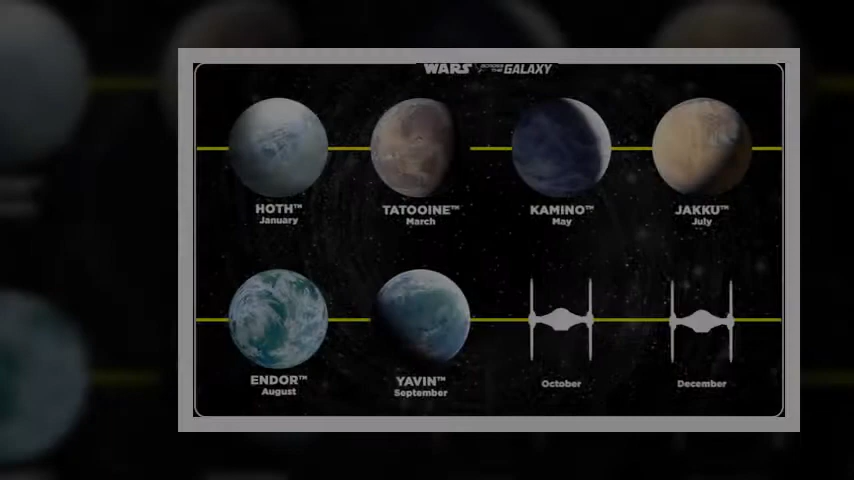 WARS GALAXY
HOTH™ TATOOINE™ KAMINO™ JAKKU™
January March May July
ENDOR™ YAVIN™
August September October December